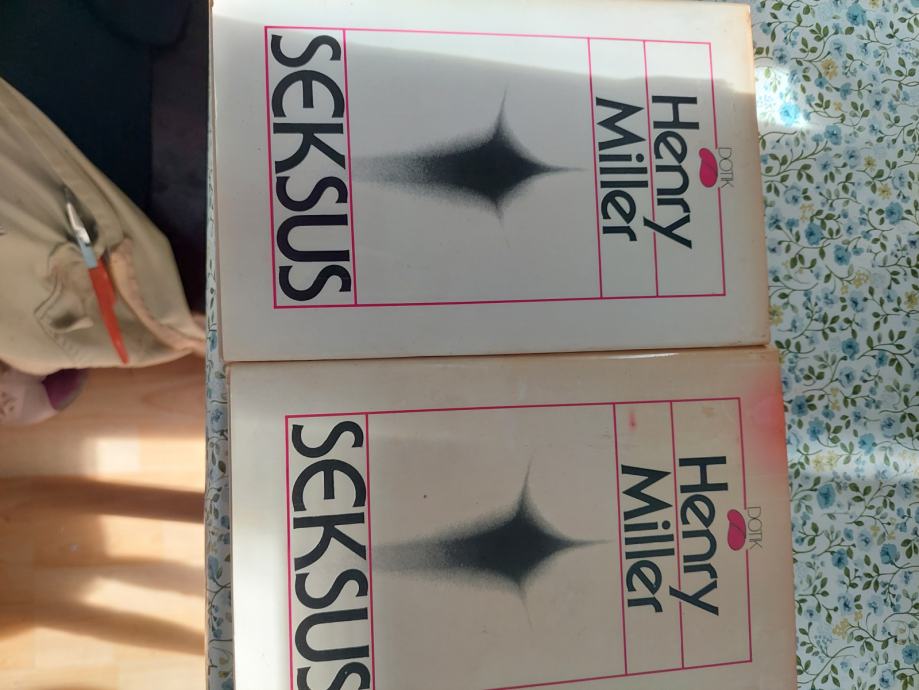 DOTIK
Henry
Miller
SEKSUS
DOTIK
Henry
Miller
SEKSUS